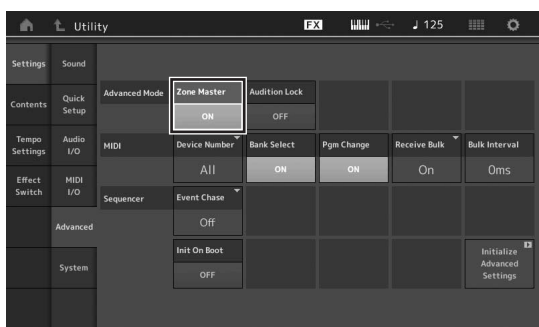 Utility
FX
♩ 125
Settings
Sound
Contents
Quick
Setup
Tempo
Settings
Audio
I/O
Effect
Switch
MIDI
I/O
Advanced
System
Advanced Mode
Zone Master
ON
Audition Lock
OFF
MIDI
Device Number
All
Bank Select
ON
Pgm Change
ON
Receive Bulk
On
Bulk Interval
0ms
Sequencer
Event Chase
Off
Init On Boot
OFF
Initialize
Advanced
Settings